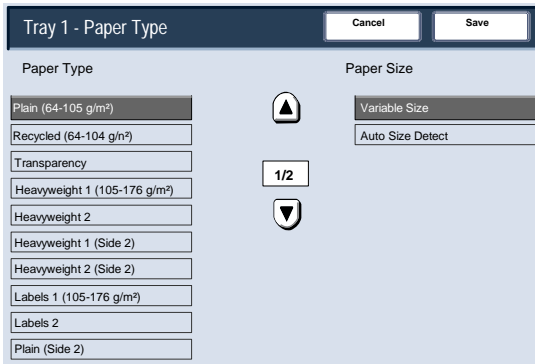 Tray 1 - Paper Type
Cancel
Save
Paper Type
Paper Size
Plain (64-105 g/m²)
Recycled (64-104 g/n²)
Transparency
Heavyweight 1 (105-176 g/m²)
Heavyweight 2
Heavyweight 1 (Side 2)
Heavyweight 2 (Side 2)
Labels 1 (105-176 g/m²)
Labels 2
Plain (Side 2)
1/2
Variable Size
Auto Size Detect